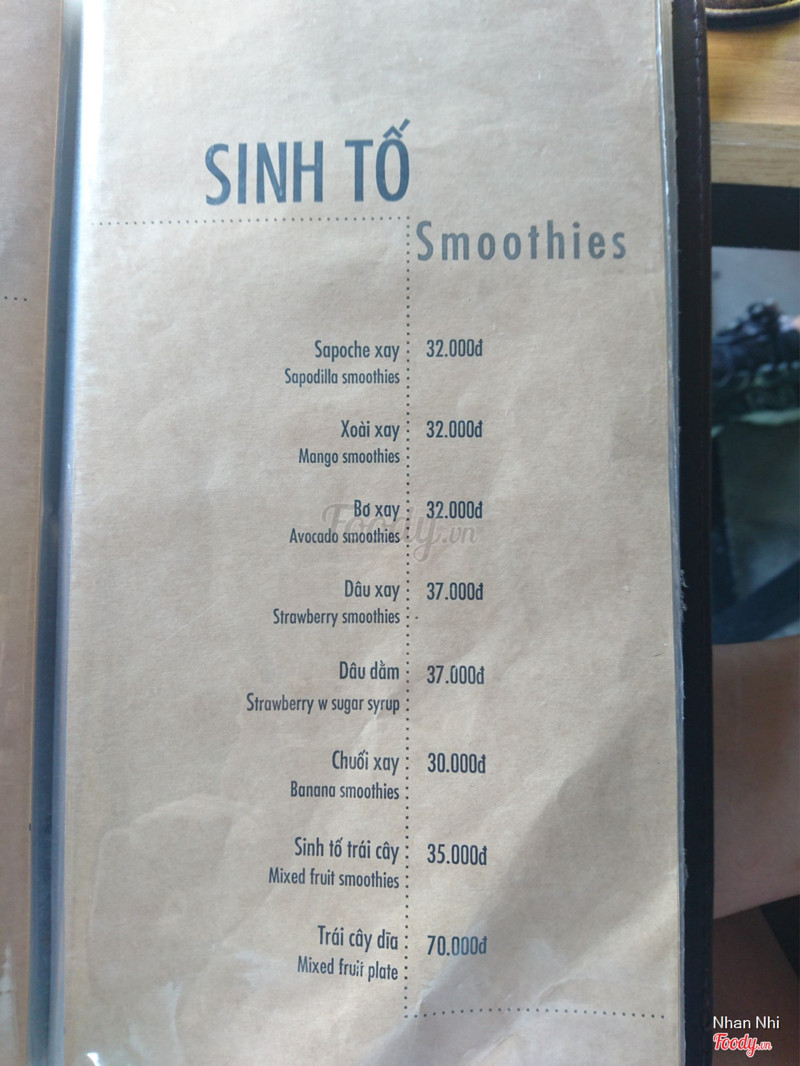 SINH TỐ
Smoothies
Sapoche xay 32.000đ
Sapodilla smoothies
Xoài xay 32.000đ
Mango smoothies
Bơ xay 32.000đ
Avocado smoothies
Foody.vn
Dâu xay 37.000đ
Strawberry smoothies
Dâu dằm 37.000đ
Strawberry w sugar syrup
Chuối xay 30.000đ
Banana smoothies
Sinh tố trái cây 35.000đ
Mixed fruit smoothies
Trái cây dĩa 70.000đ
Mixed fruit plate
Nhan Nhi
Foody.vn